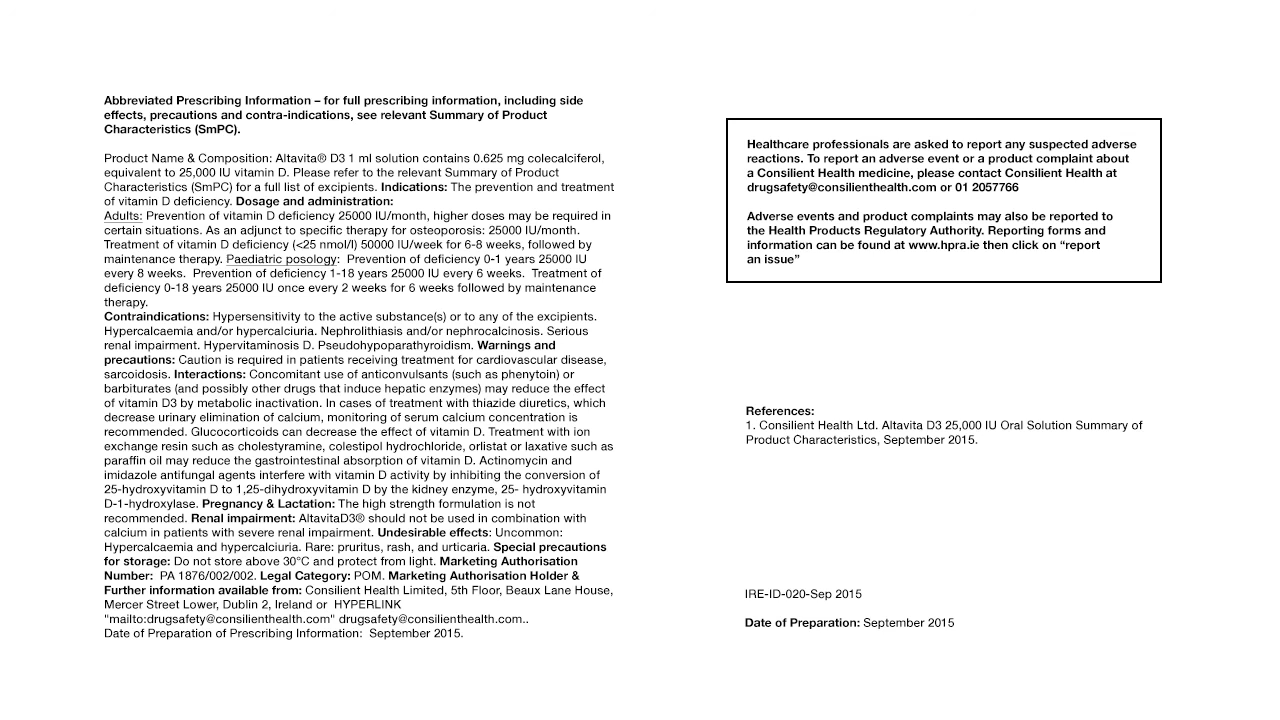 Abbreviated Prescribing Information – for full prescribing information, including side
effects, precautions and contra-indications, see relevant Summary of Product
Characteristics (SmPC).
Product Name & Composition: Altavita® D3 1 ml solution contains 0.625 mg colecalciferol,
equivalent to 25,000 IU vitamin D. Please refer to the relevant Summary of Product
Characteristics (SmPC) for a full list of excipients. Indications: The prevention and treatment
of vitamin D deficiency. Dosage and administration:
Adults: Prevention of vitamin D deficiency 25000 IU/month, higher doses may be required in
certain situations. As an adjunct to specific therapy for osteoporosis: 25000 IU/month.
Treatment of vitamin D deficiency (<25 nmol/l) 50000 IU/week for 6-8 weeks, followed by
maintenance therapy. Paediatric posology:  Prevention of deficiency 0-1 years 25000 IU
every 8 weeks.  Prevention of deficiency 1-18 years 25000 IU every 6 weeks.  Treatment of
deficiency 0-18 years 25000 IU once every 2 weeks for 6 weeks followed by maintenance
therapy.
Contraindications: Hypersensitivity to the active substance(s) or to any of the excipients.
Hypercalcaemia and/or hypercalciuria. Nephrolithiasis and/or nephrocalcinosis. Serious
renal impairment. Hypervitaminosis D. Pseudohypoparathyroidism. Warnings and
precautions: Caution is required in patients receiving treatment for cardiovascular disease,
sarcoidosis. Interactions: Concomitant use of anticonvulsants (such as phenytoin) or
barbiturates (and possibly other drugs that induce hepatic enzymes) may reduce the effect
of vitamin D3 by metabolic inactivation. In cases of treatment with thiazide diuretics, which
decrease urinary elimination of calcium, monitoring of serum calcium concentration is
recommended. Glucocorticoids can decrease the effect of vitamin D. Treatment with ion
exchange resin such as cholestyramine, colestipol hydrochloride, orlistat or laxative such as
paraffin oil may reduce the gastrointestinal absorption of vitamin D. Actinomycin and
imidazole antifungal agents interfere with vitamin D activity by inhibiting the conversion of
25-hydroxyvitamin D to 1,25-dihydroxyvitamin D by the kidney enzyme, 25- hydroxyvitamin
D-1-hydroxylase. Pregnancy & Lactation: The high strength formulation is not
recommended. Renal impairment: AltavitaD3® should not be used in combination with
calcium in patients with severe renal impairment. Undesirable effects: Uncommon:
Hypercalcaemia and hypercalciuria. Rare: pruritus, rash, and urticaria. Special precautions
for storage: Do not store above 30°C and protect from light. Marketing Authorisation
Number:  PA 1876/002/002. Legal Category: POM. Marketing Authorisation Holder &
Further information available from: Consilient Health Limited, 5th Floor, Beaux Lane House,
Mercer Street Lower, Dublin 2, Ireland or  HYPERLINK
"mailto:drugsafety@consilienthealth.com" drugsafety@consilienthealth.com..
Date of Preparation of Prescribing Information:  September 2015.
Healthcare professionals are asked to report any suspected adverse
reactions. To report an adverse event or a product complaint about
a Consilient Health medicine, please contact Consilient Health at
drugsafety@consilienthealth.com or 01 2057766
Adverse events and product complaints may also be reported to
the Health Products Regulatory Authority. Reporting forms and
information can be found at www.hpra.ie then click on “report
an issue”
References:
1. Consilient Health Ltd. Altavita D3 25,000 IU Oral Solution Summary of
Product Characteristics, September 2015.
IRE-ID-020-Sep 2015
Date of Preparation: September 2015